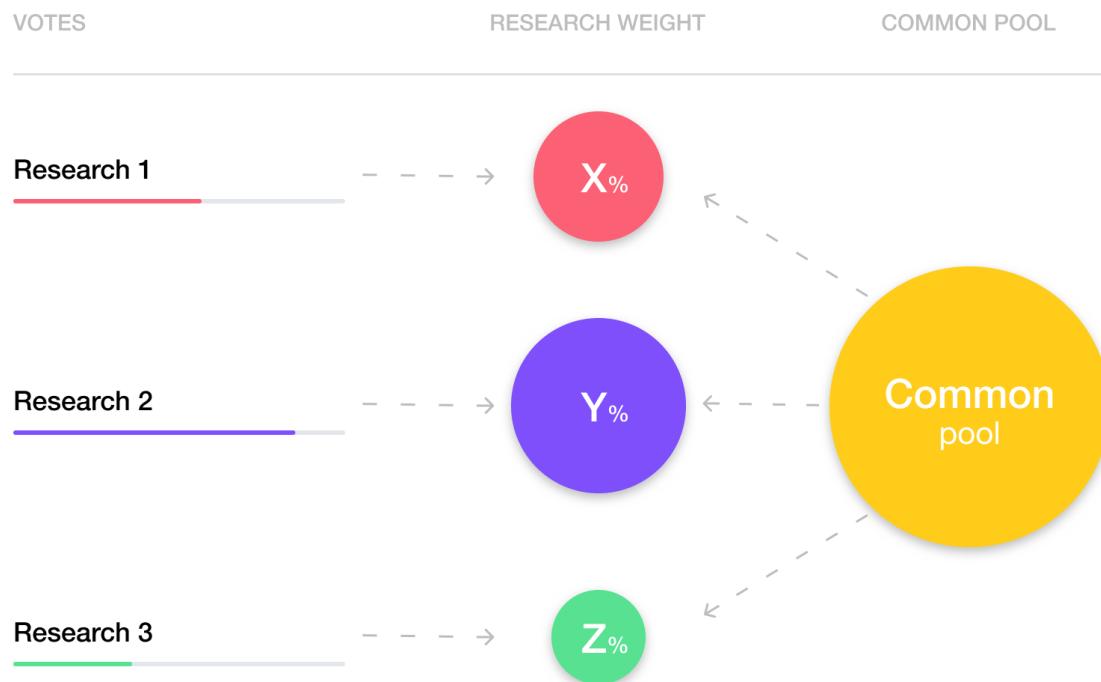 VOTES RESEARCH WEIGHT COMMON POOL
Research 1
X%
Research 2
Y%
Common
pool
Research 3
Z%